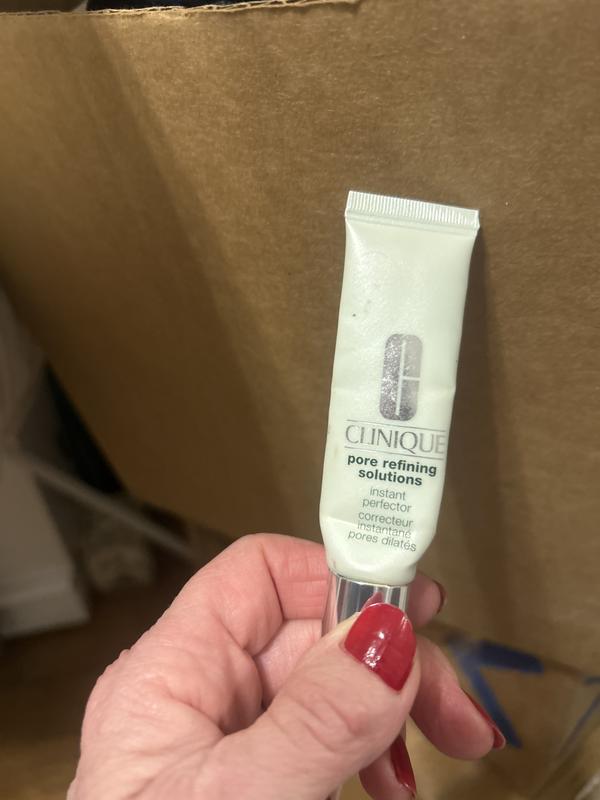 CLINIQUE
pore refining
solutions
instant
perfector
correcteur
instantané
pores dilatés